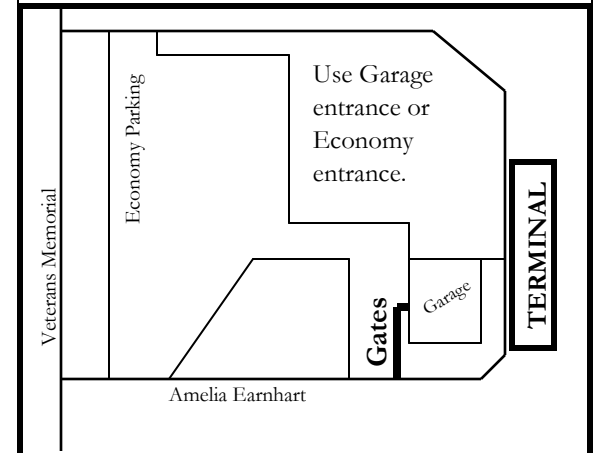 Use Garage
entrance or
Economy
entrance.
Economy Parking
Veterans Memorial
TERMINAL
Garage
Gates
Amelia Earnhart